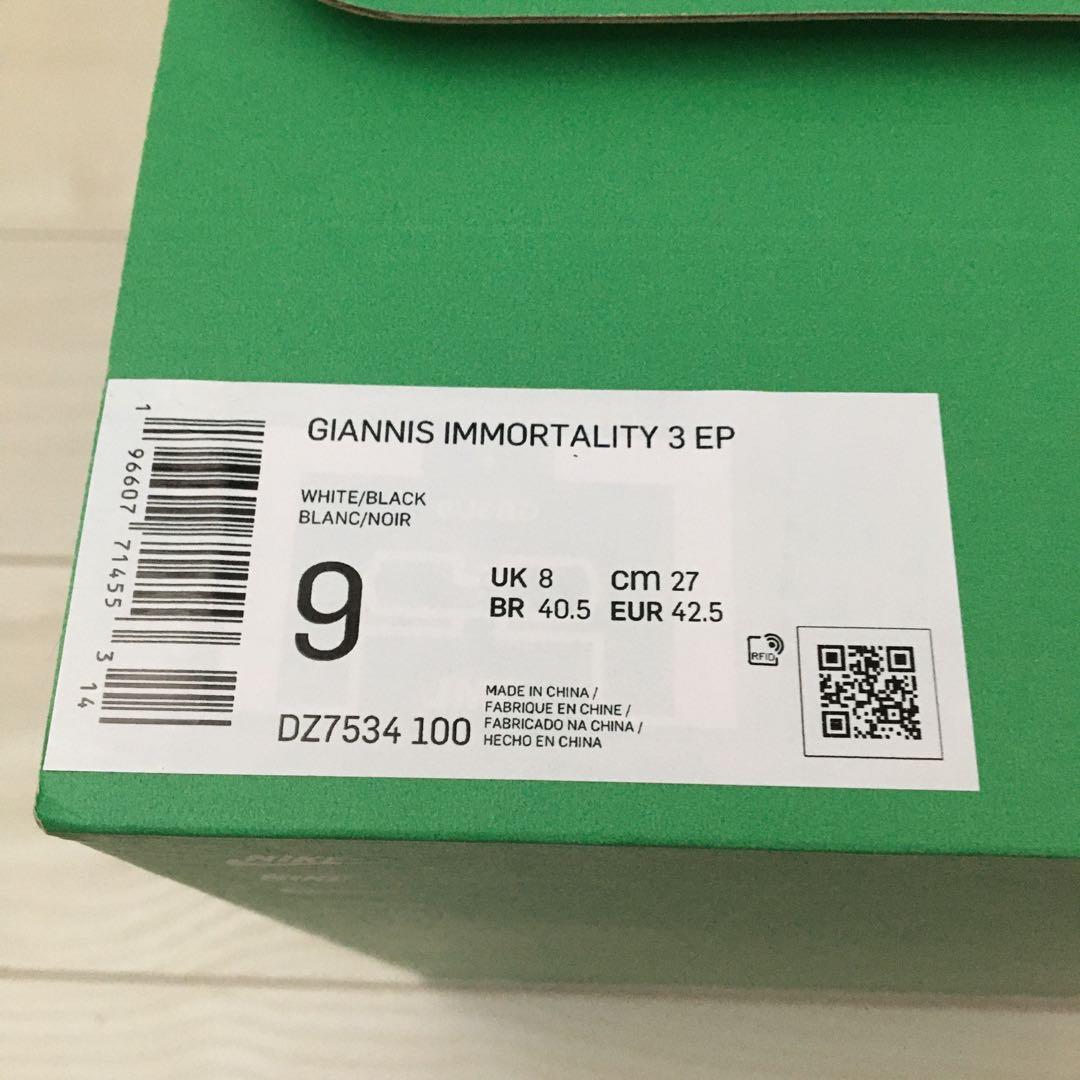 GIANNIS IMMORTALITY 3 EP
WHITE/BLACK
BLANC/NOIR
9
UK 8 cm 27
BR 40.5 EUR 42.5
DZ7534 100
MADE IN CHINA /
FABRIQUE EN CHINE /
FABRICADO NA CHINA /
HECHO EN CHINA
RFID
1 96607 71455 3 14
NIKE
NIKE